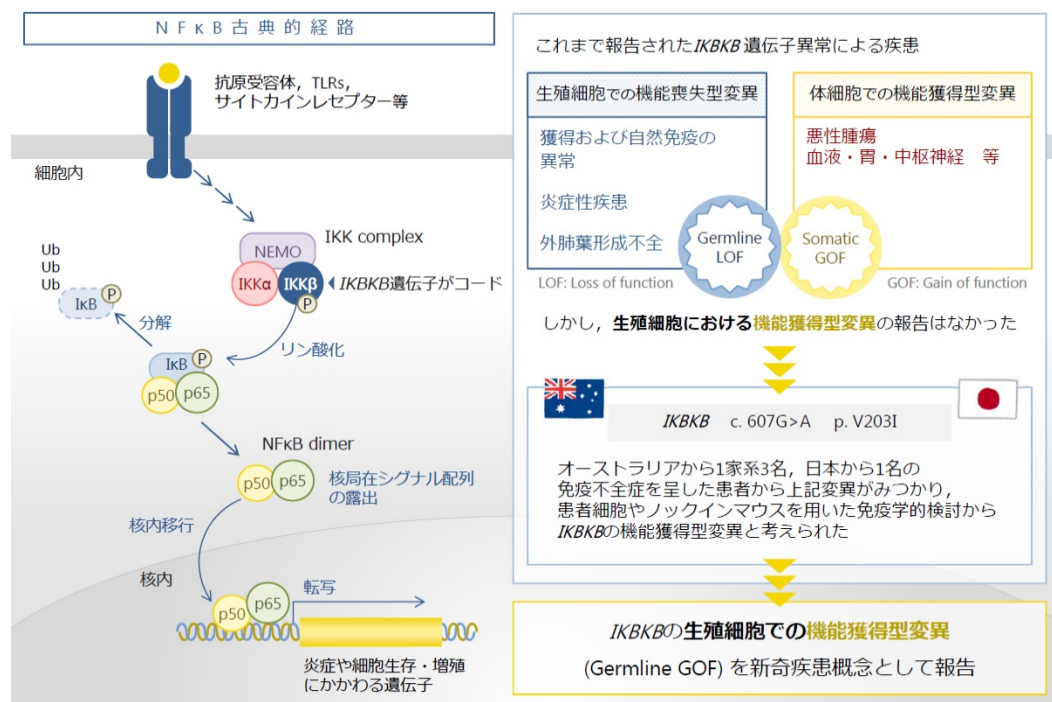 NFκB古典的経路
抗原受容体，TLRs，
サイトカインレセプター等
細胞内
IKK complex
NEMO
IKKα
IKKβ
IKBKB遺伝子がコード
P
Ub
Ub
Ub
IκB
P
分解
リン酸化
IκB
P
p50
p65
NFκB dimer
p50
p65
核局在シグナル配列
の露出
核内移行
核内
p50
p65
転写
炎症や細胞生存・増殖
にかかわる遺伝子
これまで報告されたIKBKB 遺伝子異常による疾患
生殖細胞での機能喪失型変異
獲得および自然免疫の
異常
炎症性疾患
外肺葉形成不全
Germline
LOF
LOF: Loss of function
体細胞での機能獲得型変異
悪性腫瘍
血液・胃・中枢神経　等
Somatic
GOF
GOF: Gain of function
しかし，生殖細胞における機能獲得型変異の報告はなかった
IKBKB　c. 607G>A　p. V203I
オーストラリアから1家系3名，日本から1名の
免疫不全症を呈した患者から上記変異がみつかり，
患者細胞やノックインマウスを用いた免疫学的検討から
IKBKBの機能獲得型変異と考えられた
IKBKBの生殖細胞での機能獲得型変異
(Germline GOF) を新奇疾患概念として報告